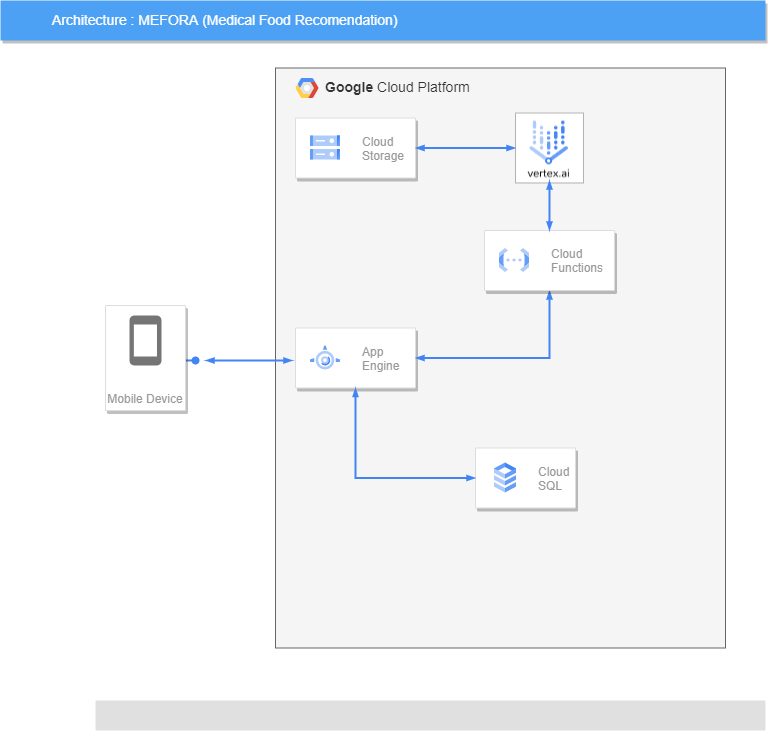 Architecture : MEFORA (Medical Food Recomendation)
Google Cloud Platform
Cloud
Storage
vertex.ai
Cloud
Functions
App
Engine
Mobile Device
Cloud
SQL